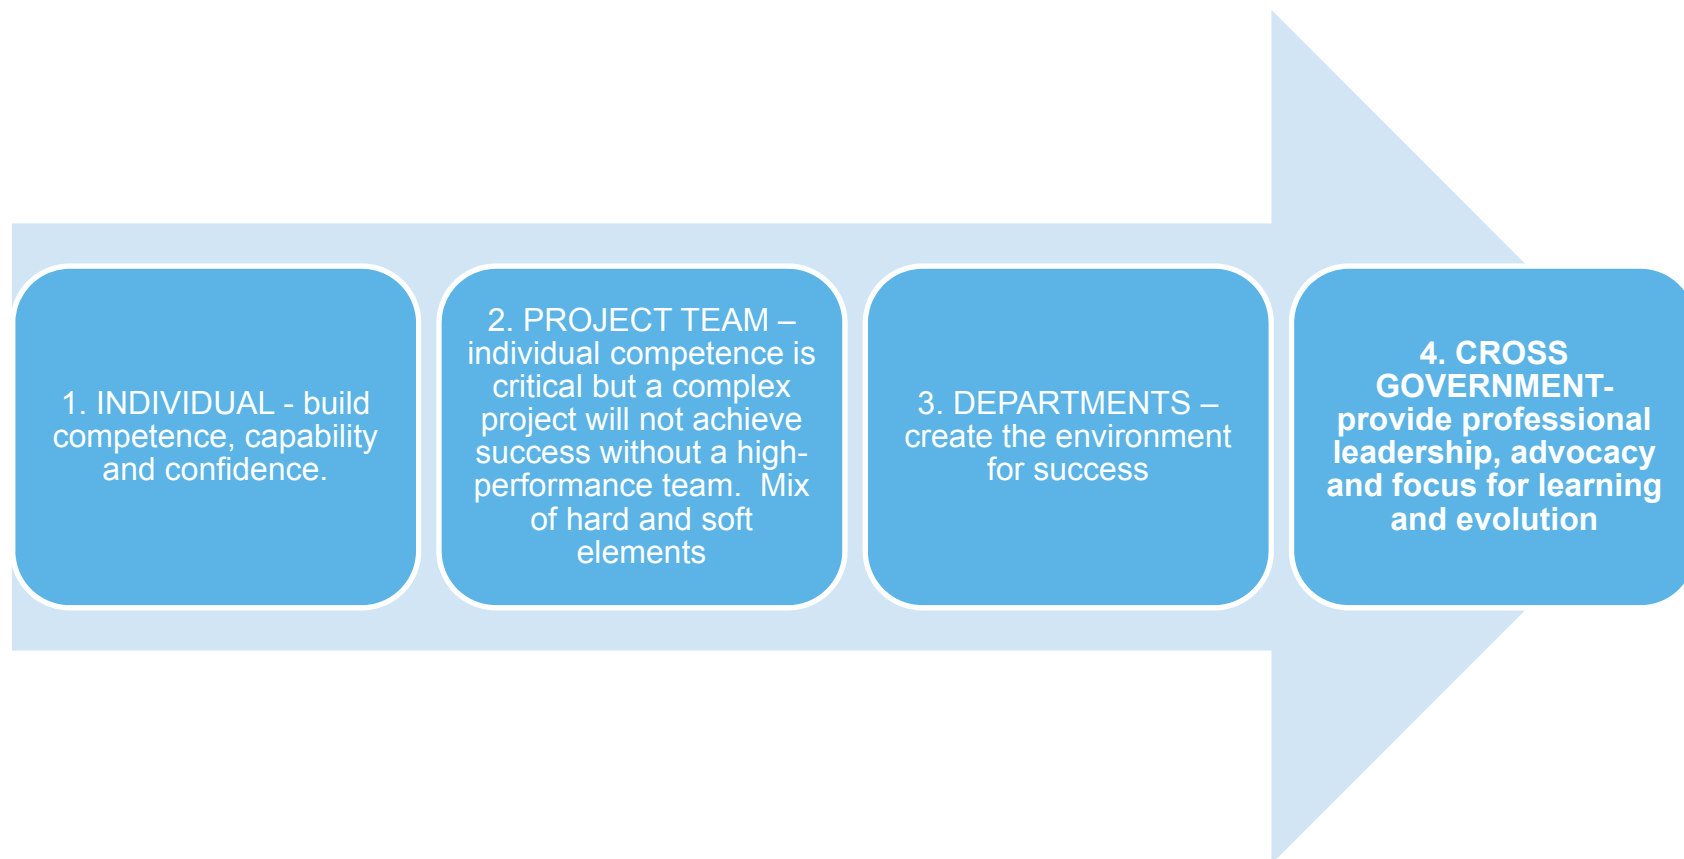 1. INDIVIDUAL - build
competence, capability
and confidence.
2. PROJECT TEAM –
individual competence is
critical but a complex
project will not achieve
success without a high-
performance team.  Mix
of hard and soft
elements
3. DEPARTMENTS –
create the environment
for success
4. CROSS
GOVERNMENT-
provide professional
leadership, advocacy
and focus for learning
and evolution